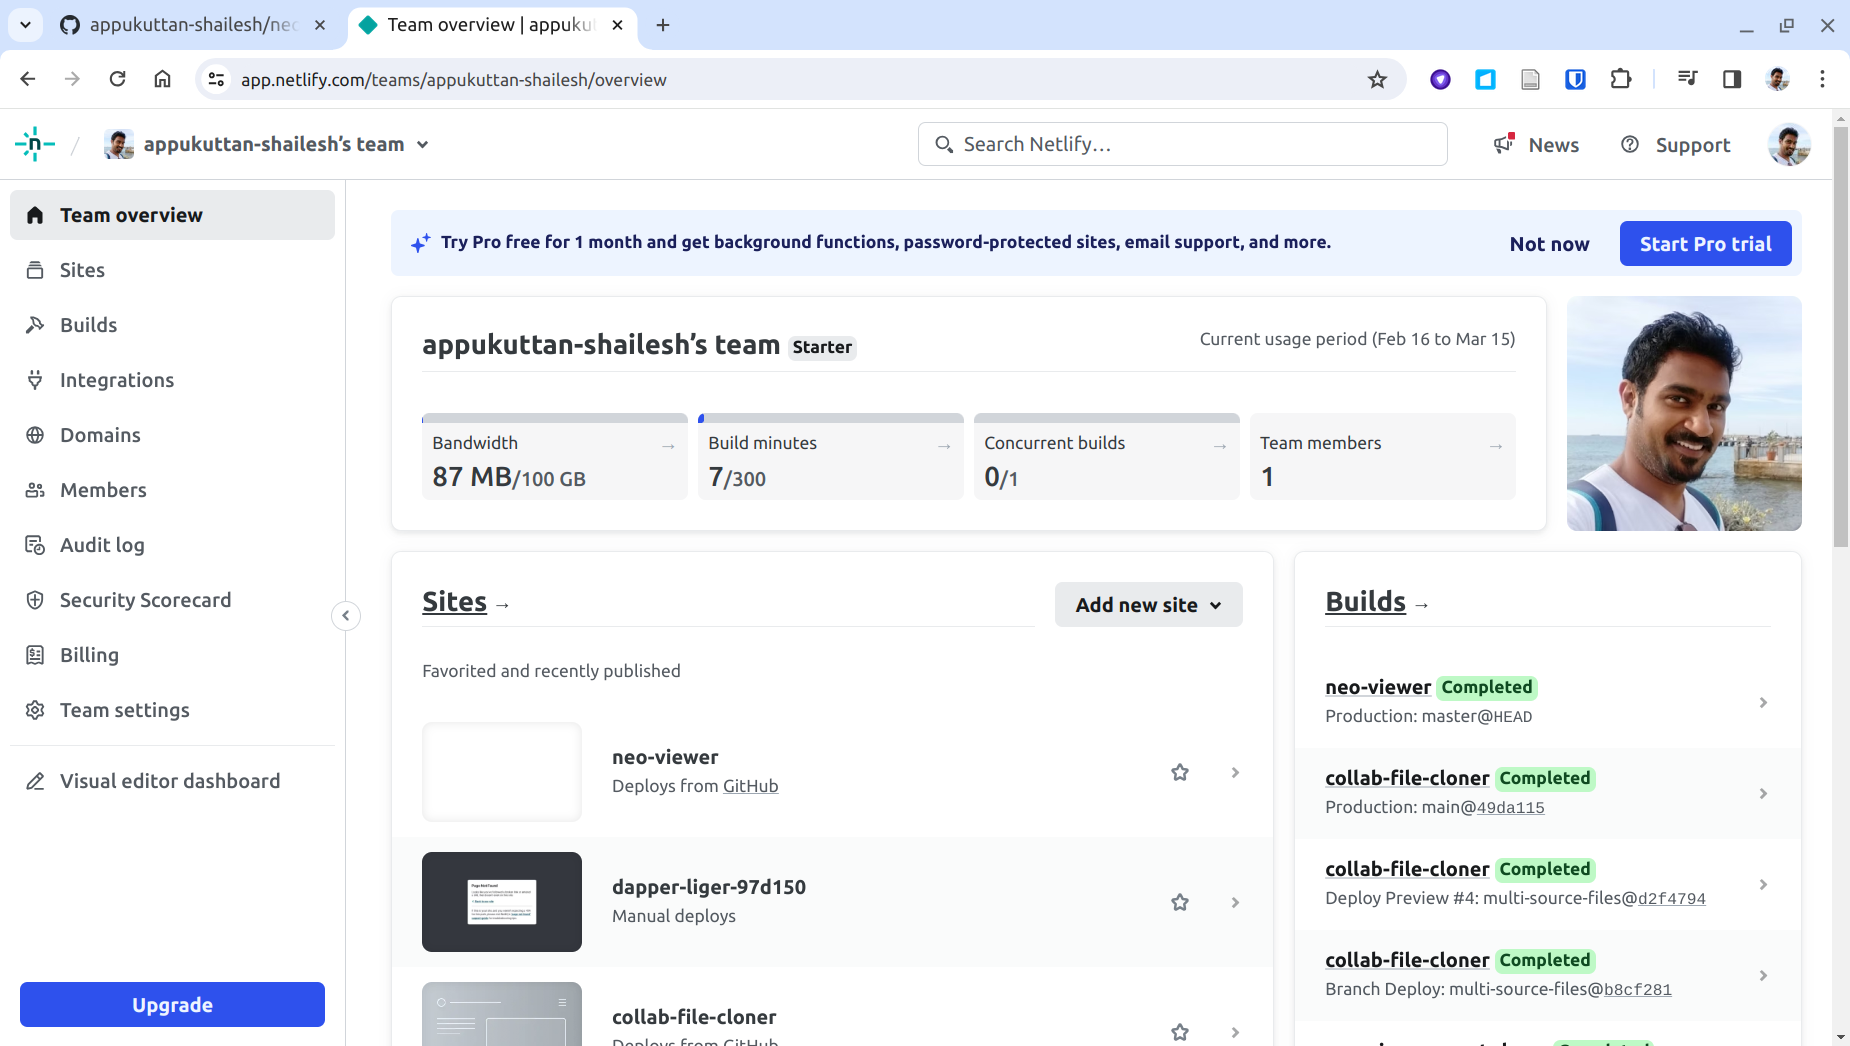 appukuttan-shailesh/neo
Team overview | appukut
app.netlify.com/teams/appukuttan-shailesh/overview
n / appukuttan-shailesh's team
Search Netlify...
News
Support
Team overview
Sites
Builds
Integrations
Domains
Members
Audit log
Security Scorecard
Billing
Team settings
Visual editor dashboard
Upgrade
Try Pro free for 1 month and get background functions, password-protected sites, email support, and more.
Not now
Start Pro trial
appukuttan-shailesh's team Starter
Current usage period (Feb 16 to Mar 15)
Bandwidth →
87 MB/100 GB
Build minutes →
7/300
Concurrent builds →
0/1
Team members →
1
Sites →
Add new site
Favorited and recently published
neo-viewer
Deploys from GitHub
Page Not Found
dapper-liger-97d150
Manual deploys
collab-file-cloner
Deploys from GitHub
Builds →
neo-viewer Completed
Production: master@HEAD
collab-file-cloner Completed
Production: main@49da115
collab-file-cloner Completed
Deploy Preview #4: multi-source-files@d2f4794
collab-file-cloner Completed
Branch Deploy: multi-source-files@b8cf281